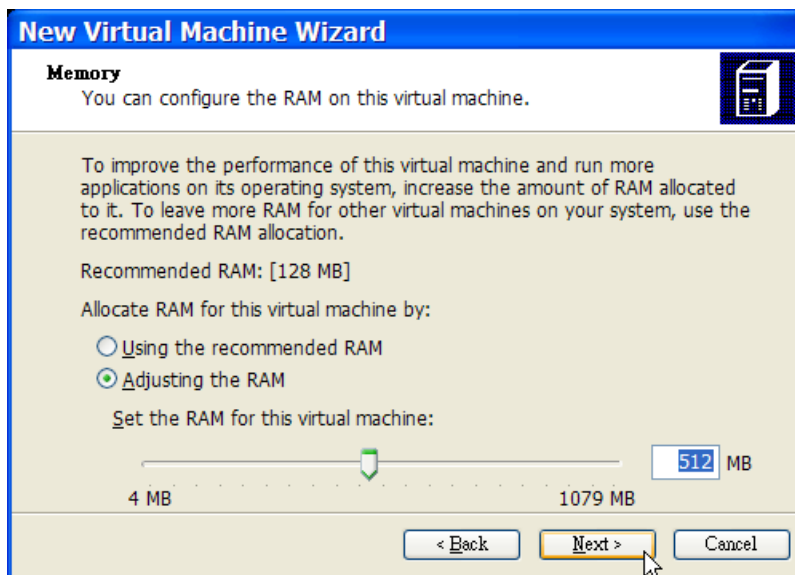 New Virtual Machine Wizard
Memory
You can configure the RAM on this virtual machine.
To improve the performance of this virtual machine and run more
applications on its operating system, increase the amount of RAM allocated
to it. To leave more RAM for other virtual machines on your system, use the
recommended RAM allocation.
Recommended RAM: [128 MB]
Allocate RAM for this virtual machine by:
Using the recommended RAM
Adjusting the RAM
Set the RAM for this virtual machine:
512 MB
4 MB 1079 MB
< Back Next > Cancel